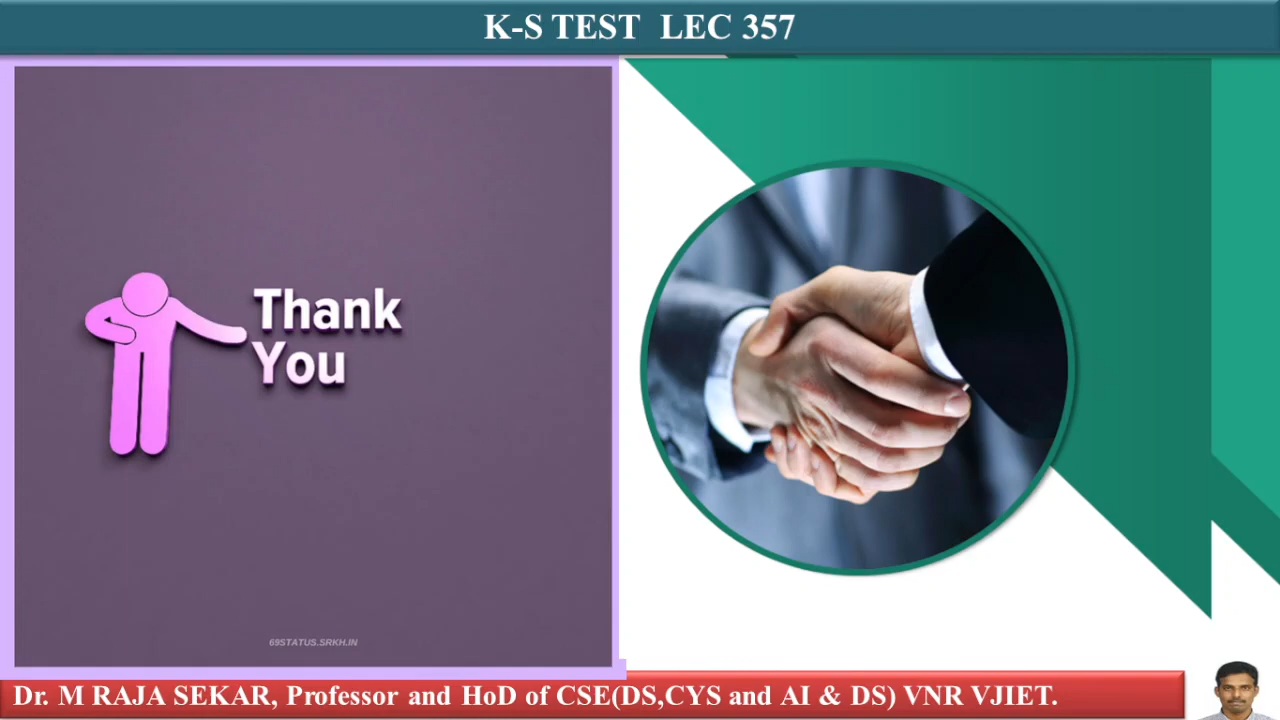 K-S TEST LEC 357
Thank
You
69STATUS.SRKH.IN
Dr. M RAJA SEKAR, Professor and HoD of CSE(DS,CYS and AI & DS) VNR VJIET.